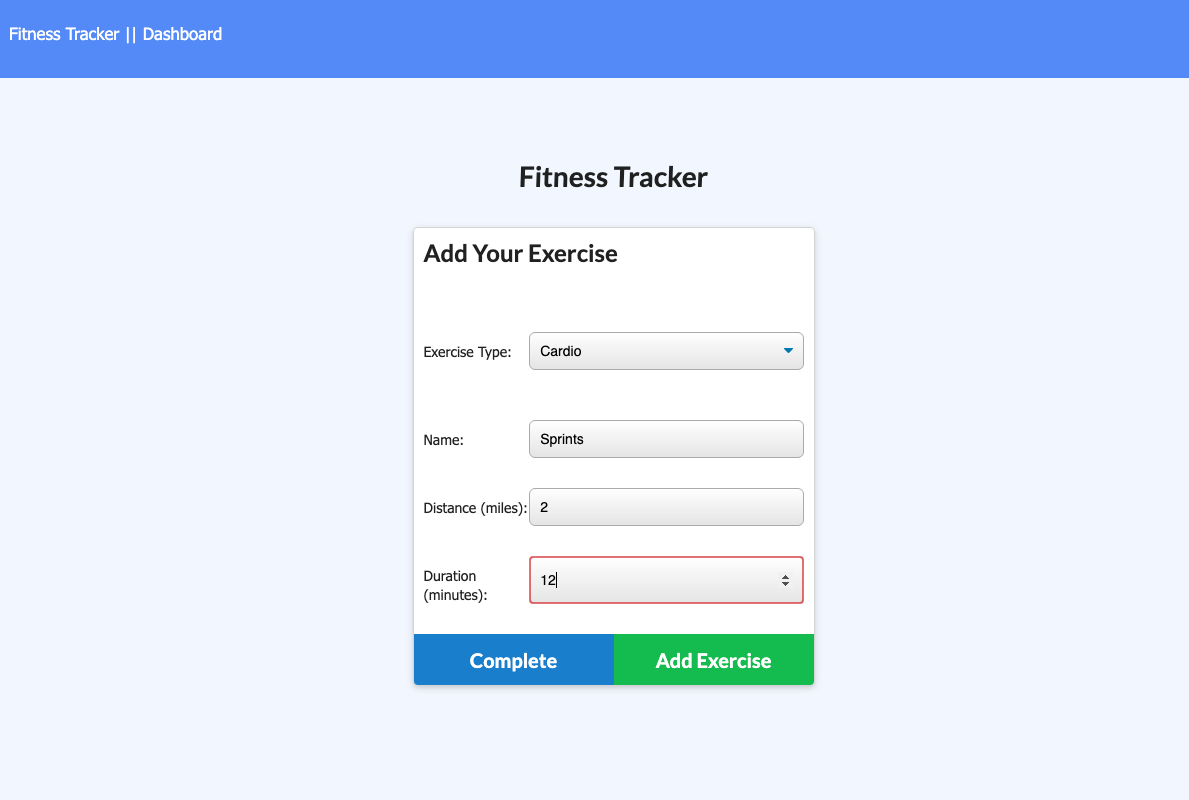 Fitness Tracker || Dashboard
Fitness Tracker
Add Your Exercise
Exercise Type: Cardio
Name: Sprints
Distance (miles): 2
Duration
(minutes): 12
Complete Add Exercise